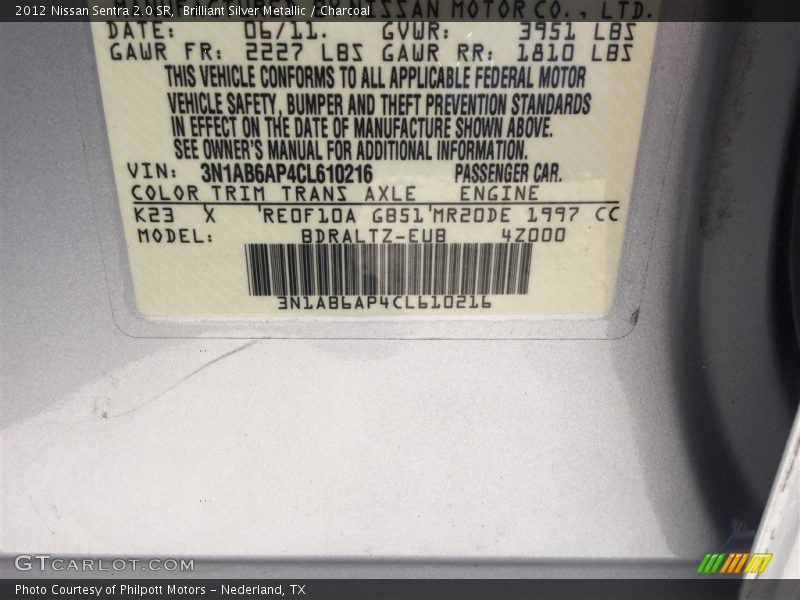 2012 Nissan Sentra 2.0 SR, Brilliant Silver Metallic / Charcoal
NISSAN MOTOR CO., LTD.
DATE: 06/11. GVWR: 3951 LBS
GAWR FR: 2227 LBS GAWR RR: 1810 LBS
THIS VEHICLE CONFORMS TO ALL APPLICABLE FEDERAL MOTOR
VEHICLE SAFETY, BUMPER AND THEFT PREVENTION STANDARDS
IN EFFECT ON THE DATE OF MANUFACTURE SHOWN ABOVE.
SEE OWNER'S MANUAL FOR ADDITIONAL INFORMATION.
VIN: 3N1AB6AP4CL610216 PASSENGER CAR.
COLOR TRIM TRANS AXLE ENGINE
K23 X 'RE0F10A GB51'MR20DE 1997 CC
MODEL: BDRALTZ-EUB 4Z000
3N1AB6AP4CL610216
GTCARLOT.COM
Photo Courtesy of Philpott Motors - Nederland, TX